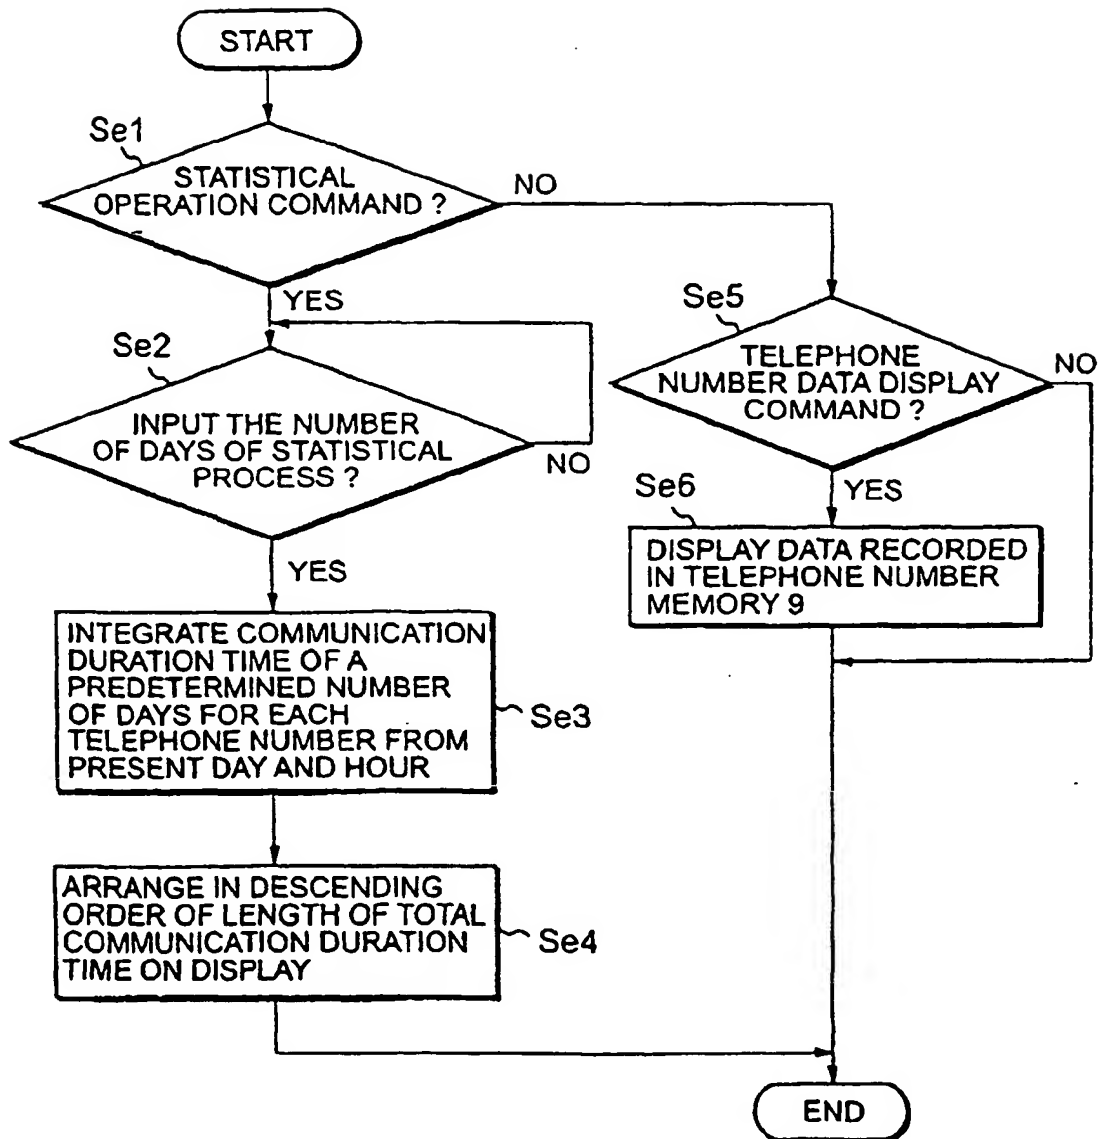 START
Se1
STATISTICAL
OPERATION COMMAND ?
NO
YES
Se2
INPUT THE NUMBER
OF DAYS OF STATISTICAL
PROCESS ?
NO
YES
INTEGRATE COMMUNICATION
DURATION TIME OF A
PREDETERMINED NUMBER
OF DAYS FOR EACH
TELEPHONE NUMBER FROM
PRESENT DAY AND HOUR
Se3
ARRANGE IN DESCENDING
ORDER OF LENGTH OF TOTAL
COMMUNICATION DURATION
TIME ON DISPLAY
Se4
Se5
TELEPHONE
NUMBER DATA DISPLAY
COMMAND ?
NO
YES
Se6
DISPLAY DATA RECORDED
IN TELEPHONE NUMBER
MEMORY 9
END